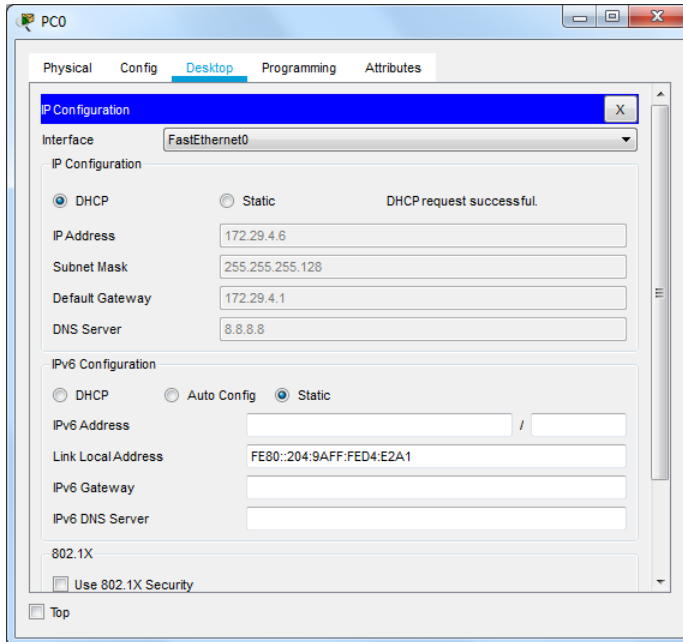 PC0
Physical Config Desktop Programming Attributes
IP Configuration X
Interface FastEthernet0
IP Configuration
DHCP Static DHCP request successful.
IP Address 172.29.4.6
Subnet Mask 255.255.255.128
Default Gateway 172.29.4.1
DNS Server 8.8.8.8
IPv6 Configuration
DHCP Auto Config Static
IPv6 Address /
Link Local Address FE80::204:9AFF:FED4:E2A1
IPv6 Gateway
IPv6 DNS Server
802.1X
Use 802.1X Security
Top